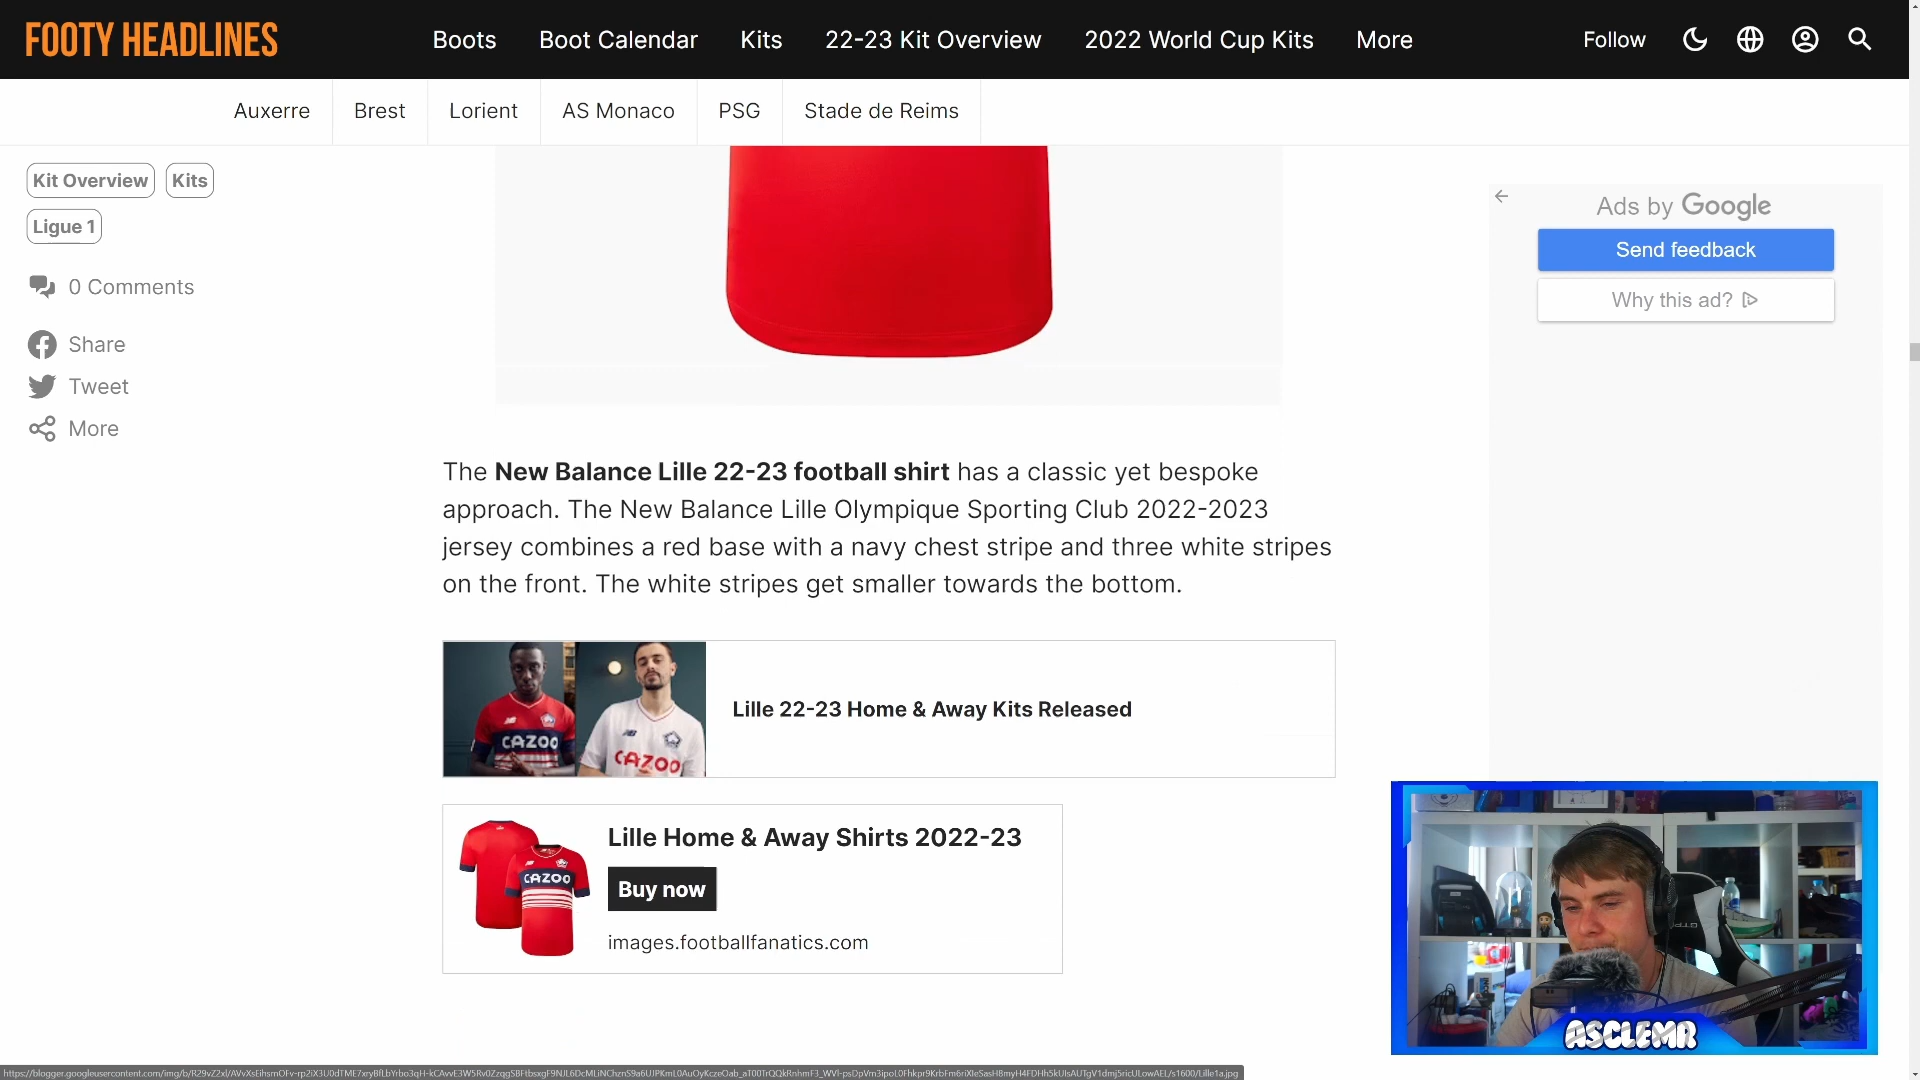 FOOTY HEADLINES
Boots
Boot Calendar
Kits
22-23 Kit Overview
2022 World Cup Kits
More
Follow
Auxerre
Brest
Lorient
AS Monaco
PSG
Stade de Reims
Kit Overview
Kits
Ligue 1
0 Comments
Share
Tweet
More
Ads by Google
Send feedback
Why this ad?
The New Balance Lille 22-23 football shirt has a classic yet bespoke
approach. The New Balance Lille Olympique Sporting Club 2022-2023
jersey combines a red base with a navy chest stripe and three white stripes
on the front. The white stripes get smaller towards the bottom.
CAZOO
CAZOO
Lille 22-23 Home & Away Kits Released
CAZOO
Lille Home & Away Shirts 2022-23
Buy now
images.footballfanatics.com
ASCLEMR